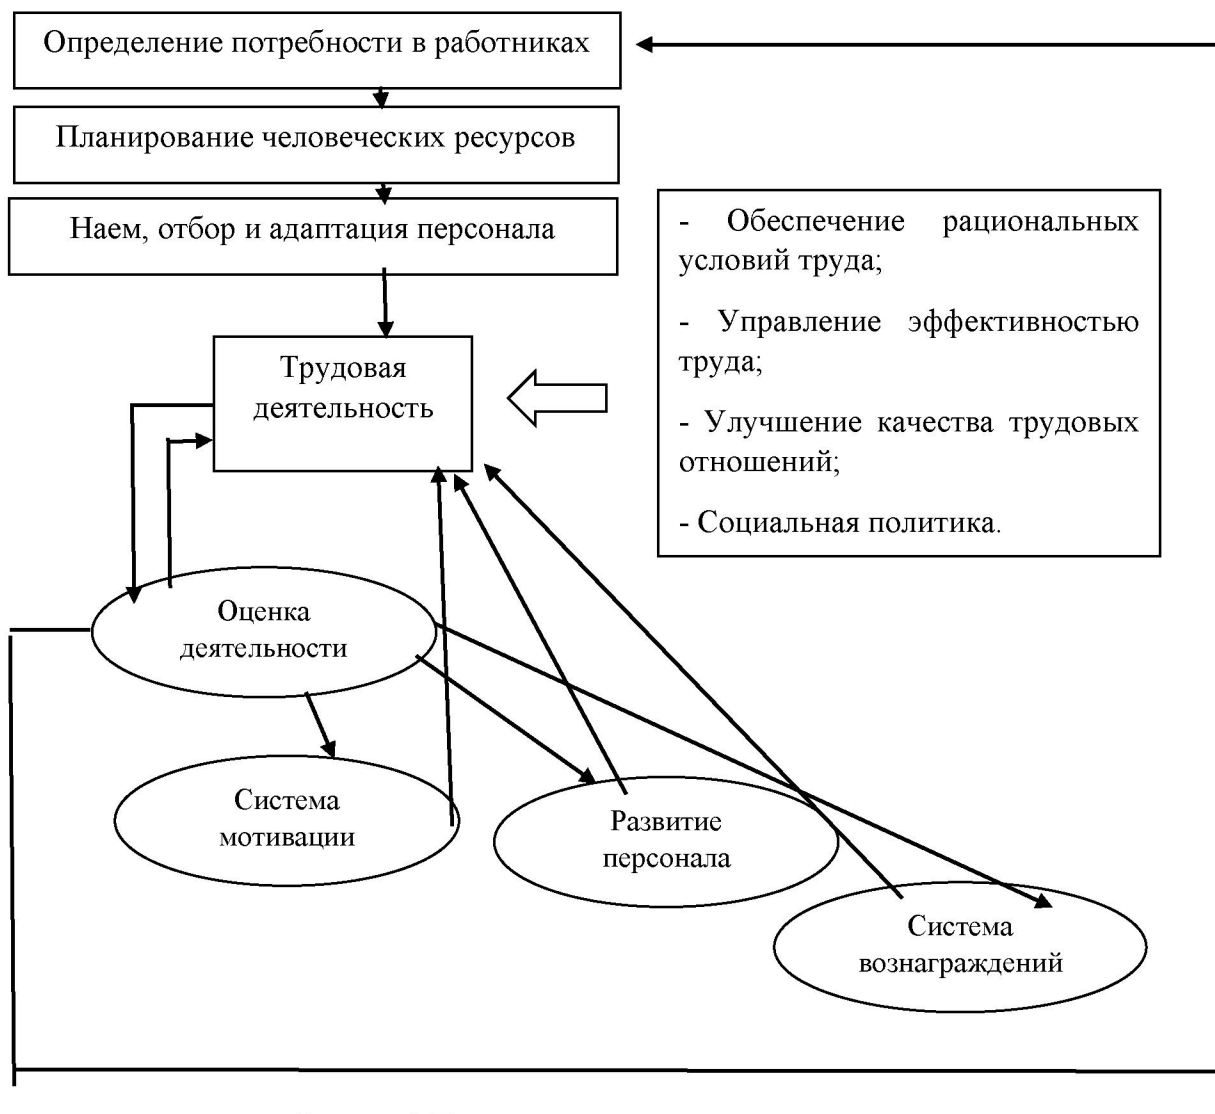 Определение потребности в работниках
Планирование человеческих ресурсов
Наем, отбор и адаптация персонала
- Обеспечение рациональных
условий труда;
- Управление эффективностью
труда;
- Улучшение качества трудовых
отношений;
- Социальная политика.
Трудовая
деятельность
Оценка
деятельности
Система
мотивации
Развитие
персонала
Система
вознаграждений